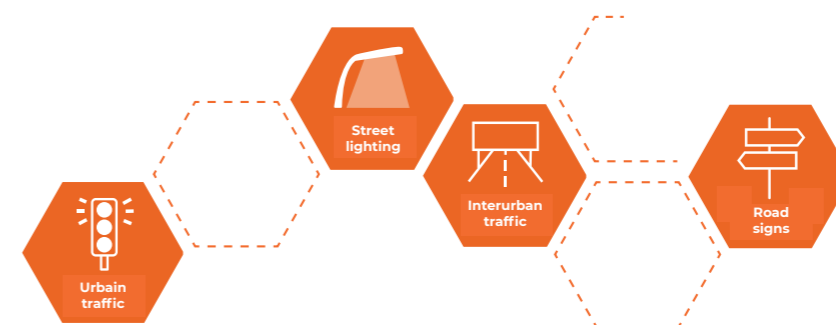 Street
lighting
Interurban
traffic
Road
signs
Urbain
traffic